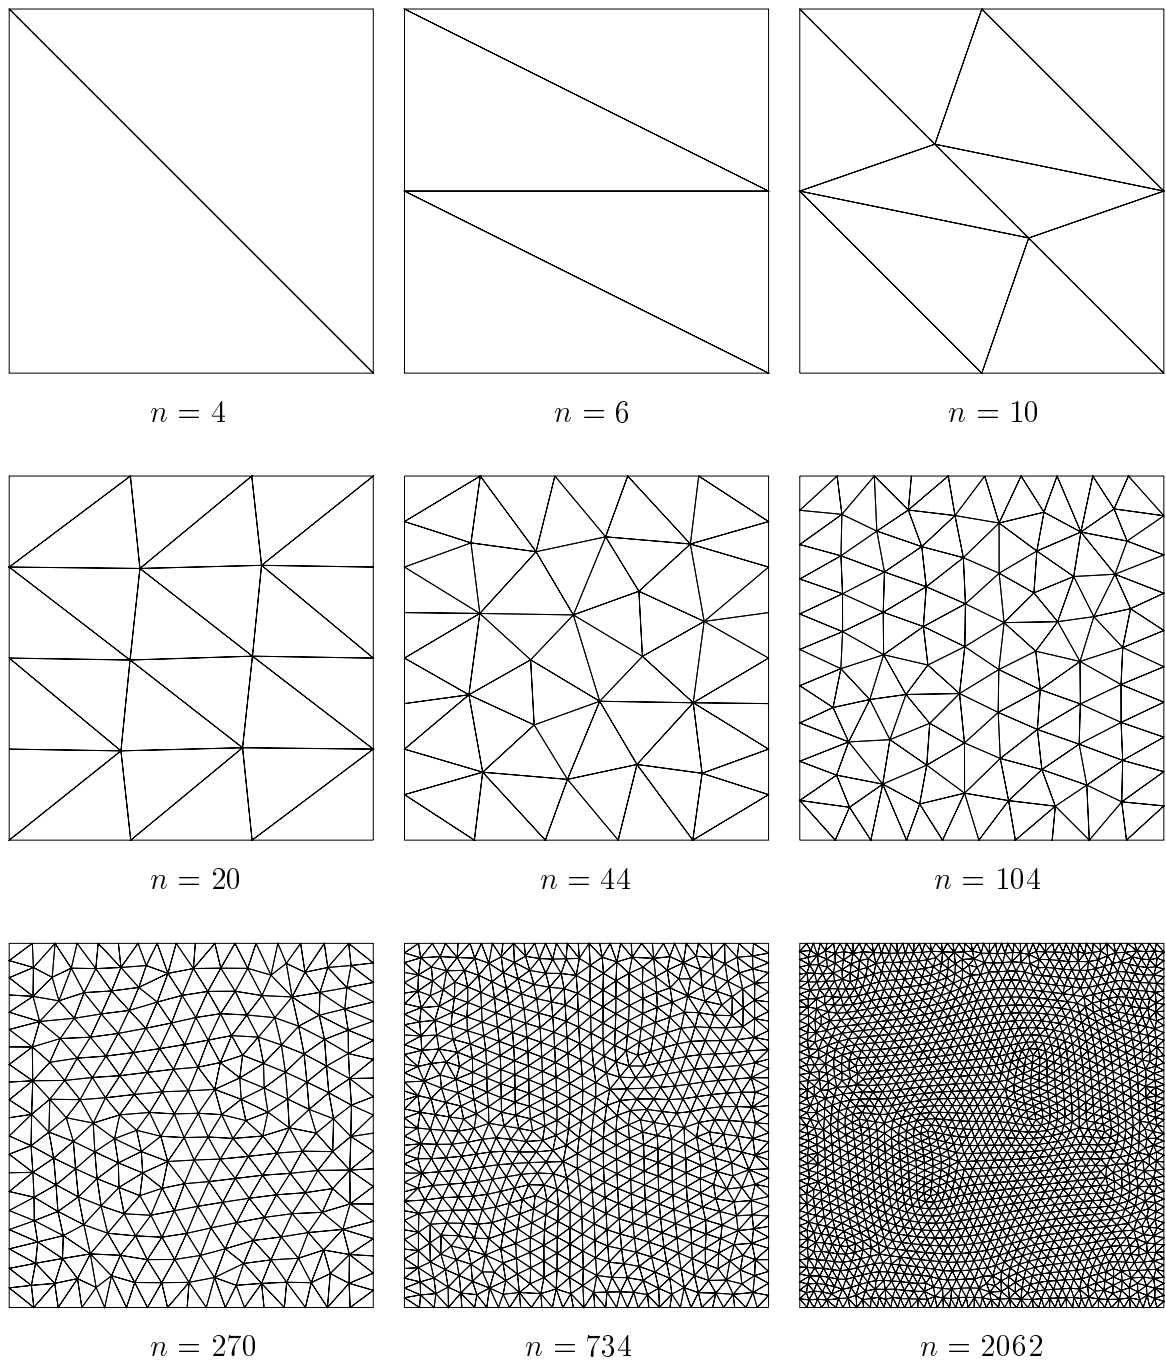 n = 4
n = 6
n = 10
n = 20
n = 44
n = 104
n = 270
n = 734
n = 2062